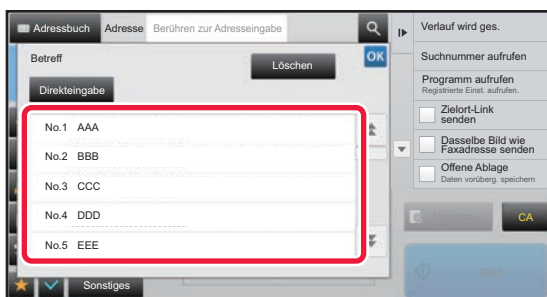 Adressbuch Adresse Berühren zur Adresseingabe
Betreff
Löschen
OK
Direkteingabe
No.1 AAA
No.2 BBB
No.3 CCC
No.4 DDD
No.5 EEE
Sonstiges
Verlauf wird ges.
Suchnummer aufrufen
Programm aufrufen
Registrierte Einst. aufrufen.
Zielort-Link
senden
Dasselbe Bild wie
Faxadresse senden
Offene Ablage
Daten vorüberg. speichern
CA
Start